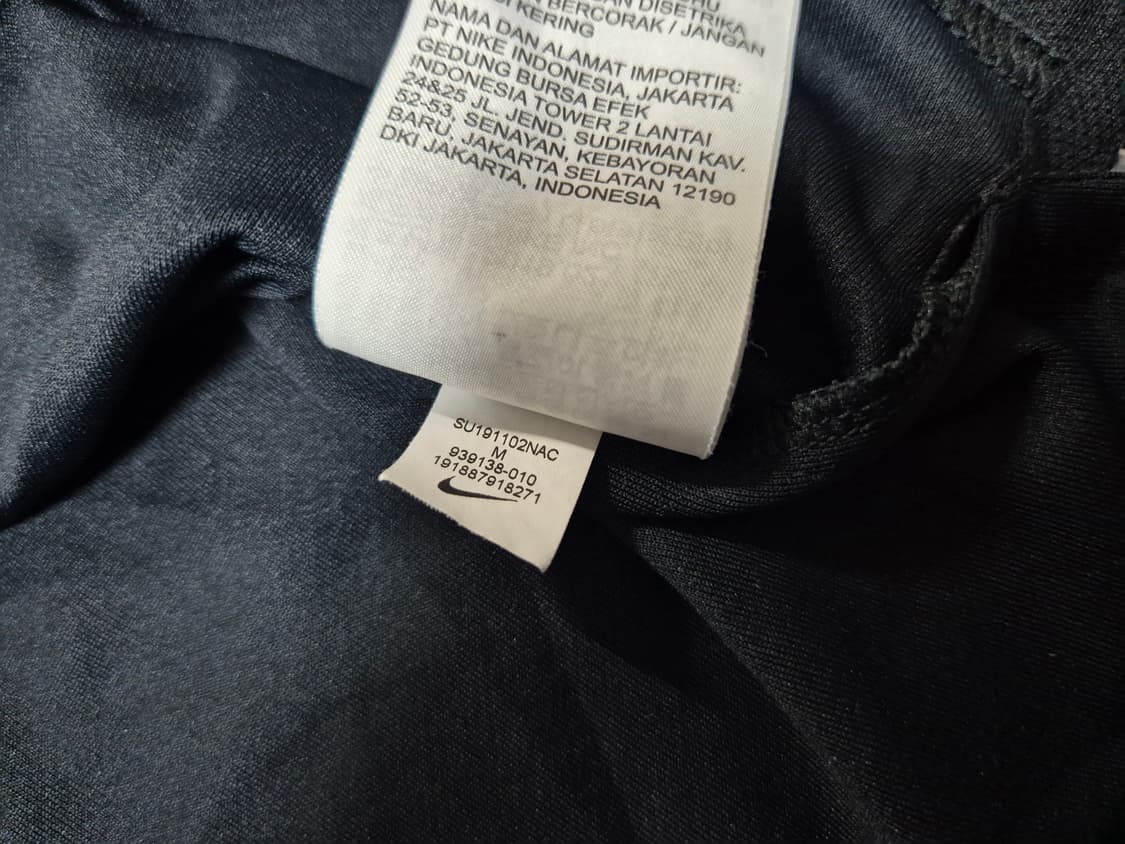 DISETRIKA
BERCORAK / JANGAN
KERING
NAMA DAN ALAMAT IMPORTIR:
PT NIKE INDONESIA, JAKARTA
GEDUNG BURSA EFEK
INDONESIA TOWER 2 LANTAI
24&25 JL. JEND. SUDIRMAN KAV.
52-53, SENAYAN, KEBAYORAN
BARU, JAKARTA SELATAN 12190
DKI JAKARTA, INDONESIA
SU191102NAC
M
939138-010
191887918271